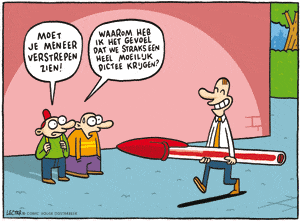 MOET
JE MENEER
VERSTREPEN
ZIEN!
WAAROM HEB
IK HET GEVOEL
DAT WE STRAKS EEN
HEEL MOEILIJK
DICTEE KRIJGEN?